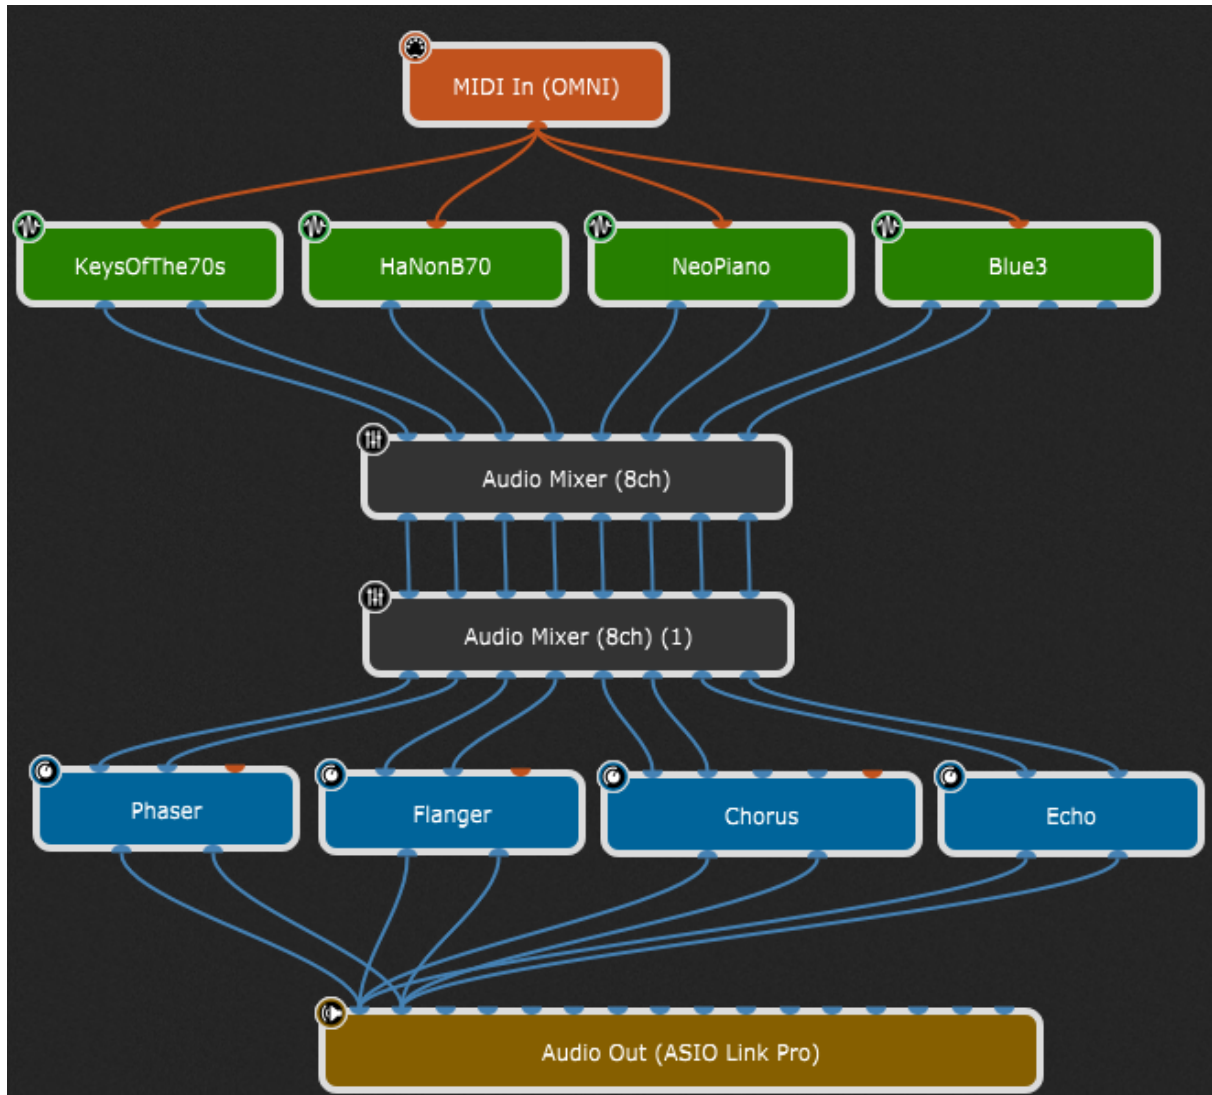 MIDI In (OMNI)
KeysOfThe70s
HaNonB70
NeoPiano
Blue3
Audio Mixer (8ch)
Audio Mixer (8ch) (1)
Phaser
Flanger
Chorus
Echo
Audio Out (ASIO Link Pro)